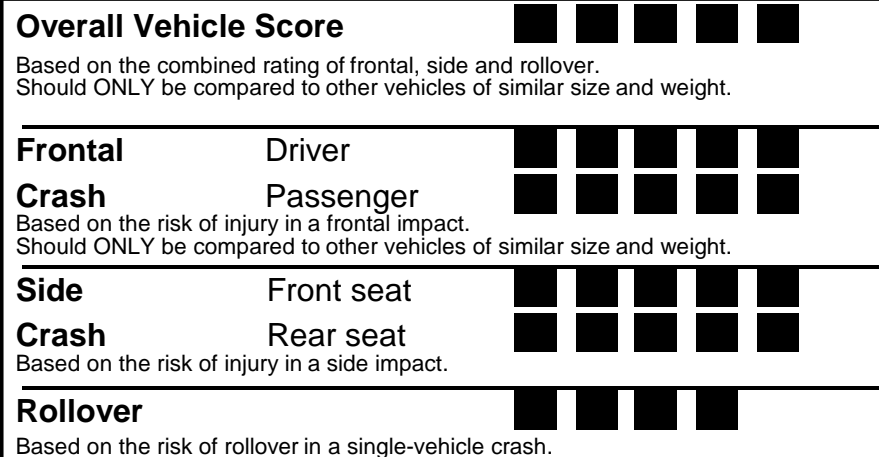 Overall Vehicle Score
Based on the combined rating of frontal, side and rollover.
Should ONLY be compared to other vehicles of similar size and weight.
Frontal Driver
Crash Passenger
Based on the risk of injury in a frontal impact.
Should ONLY be compared to other vehicles of similar size and weight.
Side Front seat
Crash Rear seat
Based on the risk of injury in a side impact.
Rollover
Based on the risk of rollover in a single-vehicle crash.